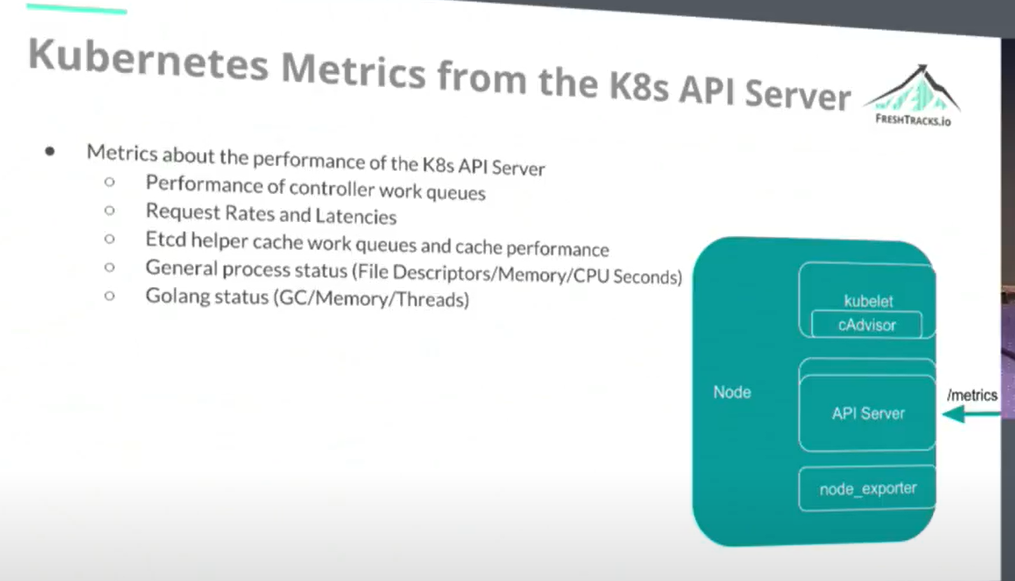 Kubernetes Metrics from the K8s API Server
FRESHTRACKS.io
● Metrics about the performance of the K8s API Server
○ Performance of controller work queues
○ Request Rates and Latencies
○ Etcd helper cache work queues and cache performance
○ General process status (File Descriptors/Memory/CPU Seconds)
○ Golang status (GC/Memory/Threads)
kubelet
cAdvisor
Node
/metrics
API Server
node_exporter